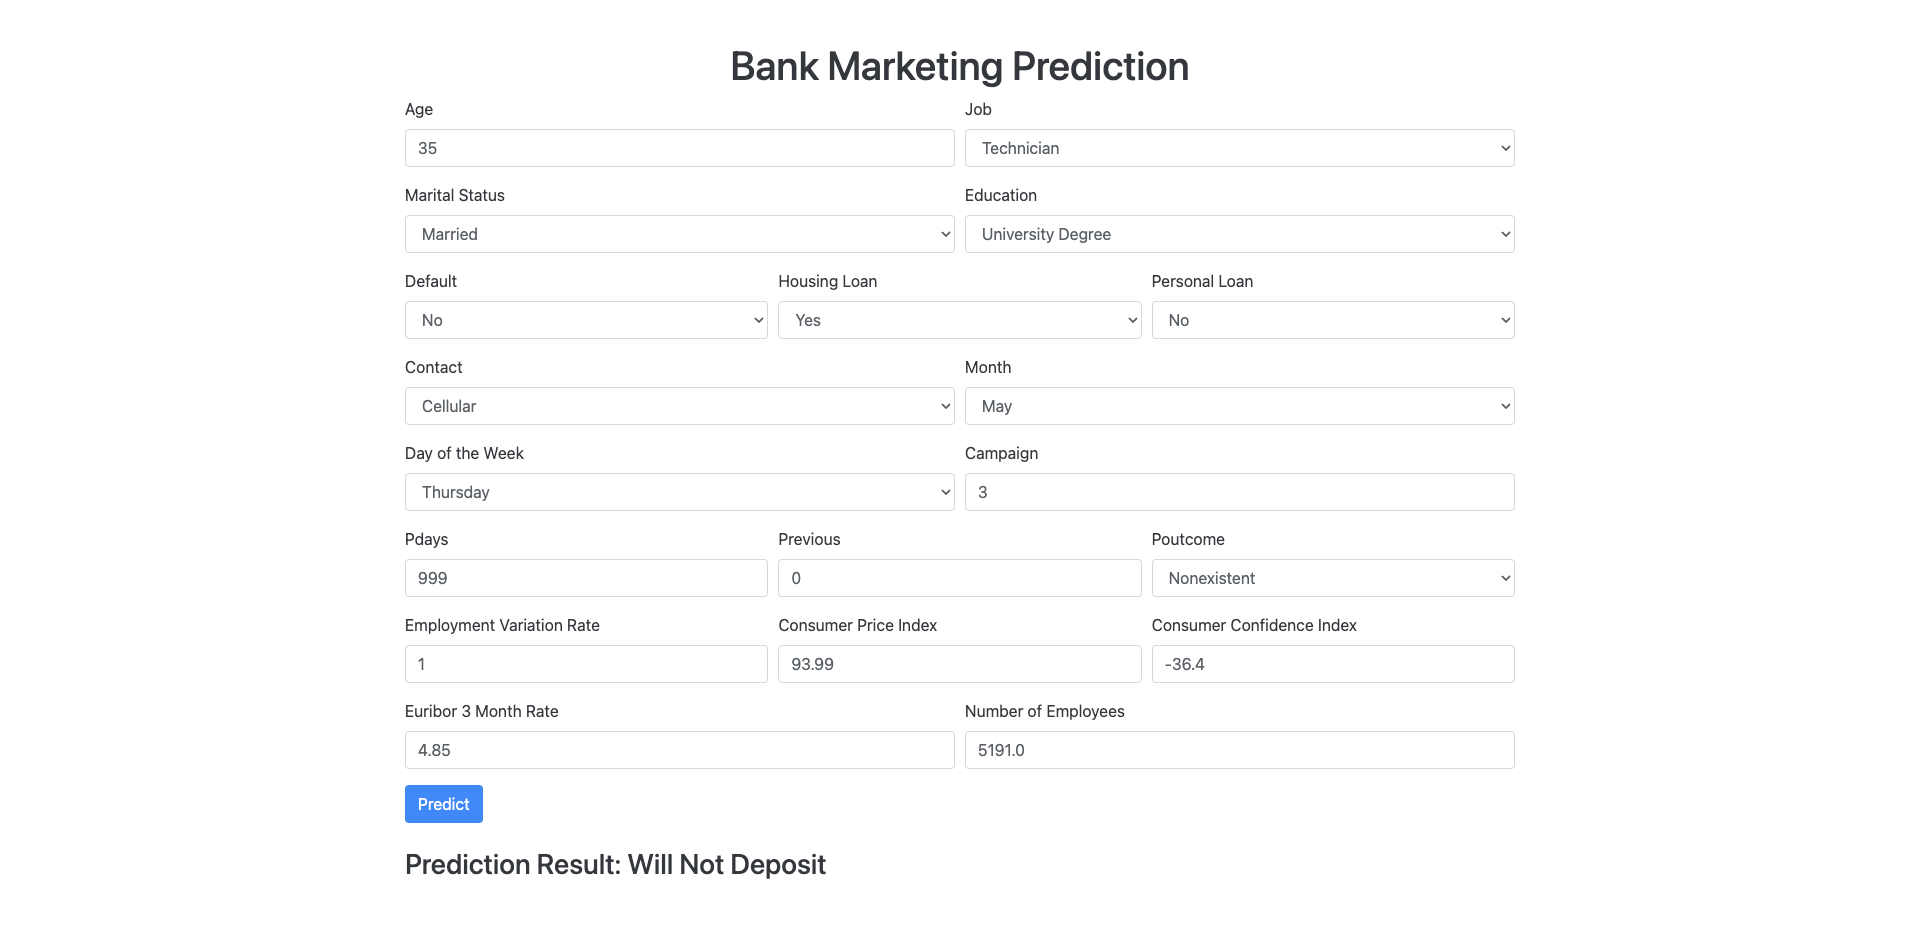 Bank Marketing Prediction
Age Job
35 Technician
Marital Status Education
Married University Degree
Default Housing Loan Personal Loan
No Yes No
Contact Month
Cellular May
Day of the Week Campaign
Thursday 3
Pdays Previous Poutcome
999 0 Nonexistent
Employment Variation Rate Consumer Price Index Consumer Confidence Index
1 93.99 -36.4
Euribor 3 Month Rate Number of Employees
4.85 5191.0
Predict
Prediction Result: Will Not Deposit